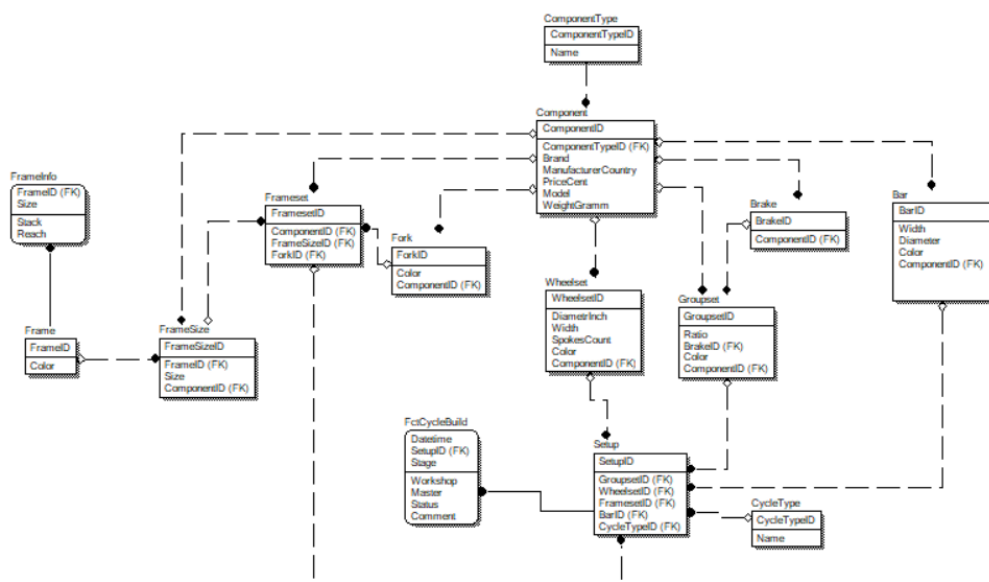 ComponentType
ComponentTypeID
Name
Component
ComponentID
ComponentTypeID (FK)
Brand
ManufacturerCountry
PriceCent
Model
WeightGramm
FrameInfo
FrameID (FK)
Size
Stack
Reach
Frameset
FramesetID
ComponentID (FK)
FrameSizeID (FK)
ForkID (FK)
Fork
ForkID
Color
ComponentID (FK)
Brake
BrakeID
ComponentID (FK)
Bar
BarID
Width
Diameter
Color
ComponentID (FK)
Wheelset
WheelsetID
DiametrInch
Width
SpokesCount
Color
ComponentID (FK)
Groupset
GroupsetID
Ratio
BrakeID (FK)
Color
ComponentID (FK)
Frame
FrameID
Color
FrameSize
FrameSizeID
FrameID (FK)
Size
ComponentID (FK)
FctCycleBuild
Datetime
SetupID (FK)
Stage
Workshop
Master
Status
Comment
Setup
SetupID
GroupsetID (FK)
WheelsetID (FK)
FramesetID (FK)
BarID (FK)
CycleTypeID (FK)
CycleType
CycleTypeID
Name